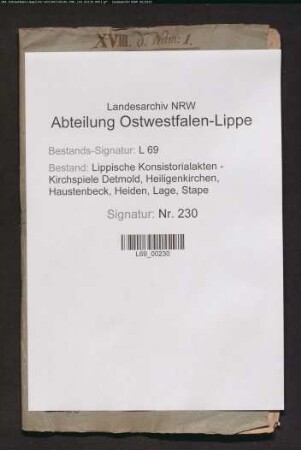 XVIII. d. Num: 1.
Landesarchiv NRW
Abteilung Ostwestfalen-Lippe
Bestands-Signatur: L 69
Bestand: Lippische Konsistorialakten -
Kirchspiele Detmold, Heiligenkirchen,
Haustenbeck, Heiden, Lage, Stape
Signatur: Nr. 230
L69_00230